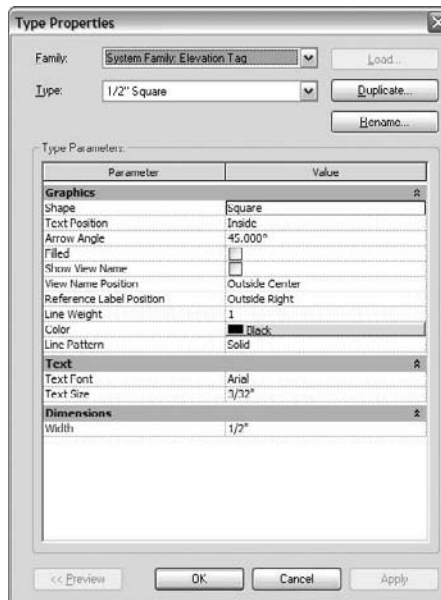 Type Properties
Family: System Family: Elevation Tag Load...
Type: 1/2" Square Duplicate...
Rename...
Type Parameters:
Parameter Value
Graphics
Shape Square
Text Position Inside
Arrow Angle 45.000°
Filled
Show View Name
View Name Position Outside Center
Reference Label Position Outside Right
Line Weight 1
Color Black
Line Pattern Solid
Text
Text Font Arial
Text Size 3/32"
Dimensions
Width 1/2"
<< Preview OK Cancel Apply